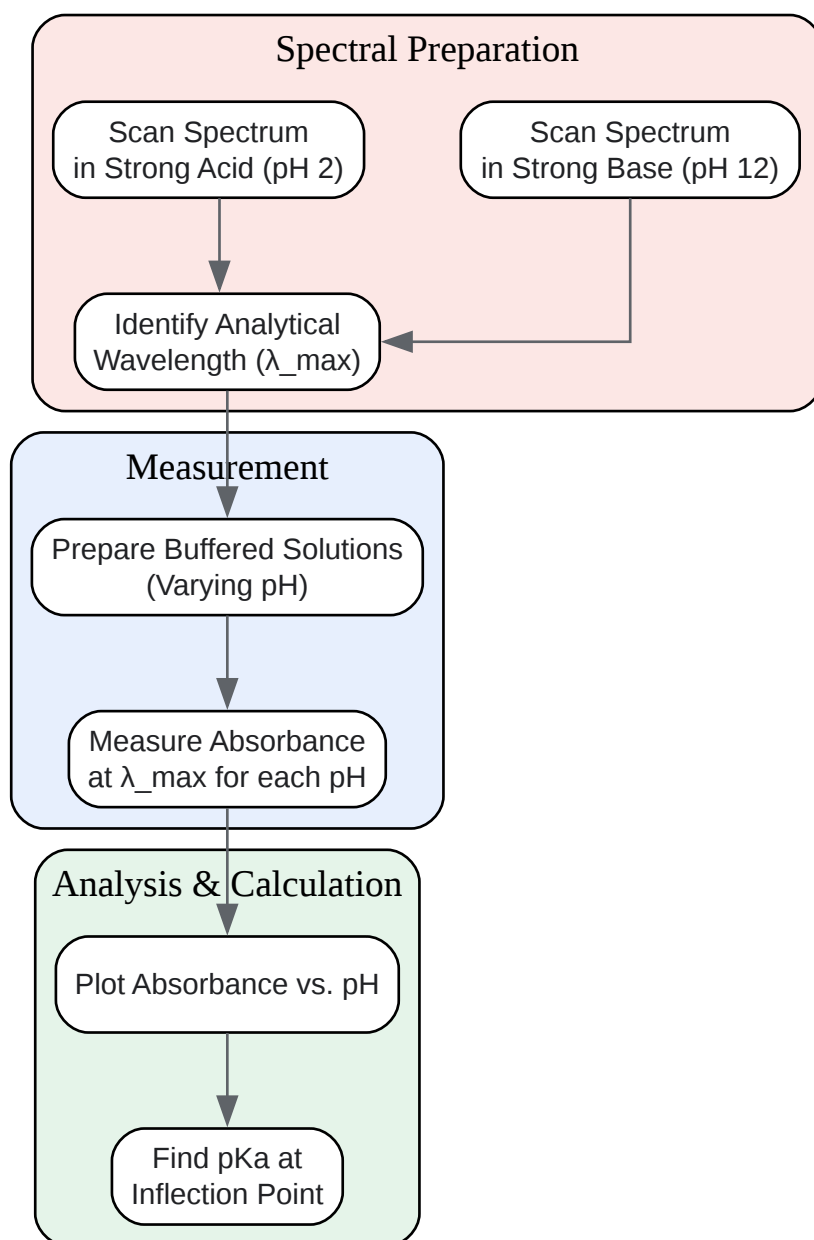 Spectral Preparation
Scan Spectrum
in Strong Acid (pH 2)
Scan Spectrum
in Strong Base (pH 12)
Identify Analytical
Wavelength (λ_max)
Measurement
Prepare Buffered Solutions
(Varying pH)
Measure Absorbance
at λ_max for each pH
Analysis & Calculation
Plot Absorbance vs. pH
Find pKa at
Inflection Point